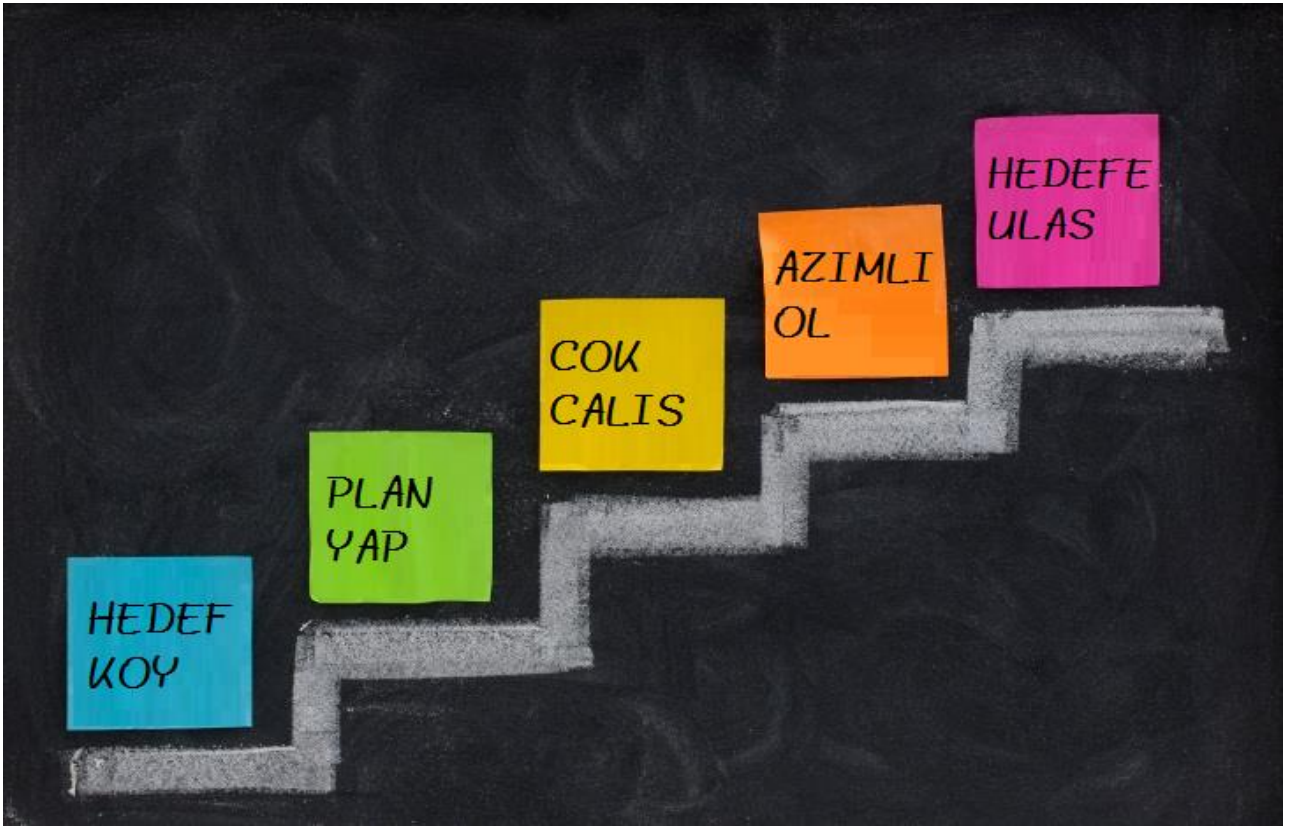 HEDEF
KOY
PLAN
YAP
COK
CALIS
AZIMLI
OL
HEDEFE
ULAS